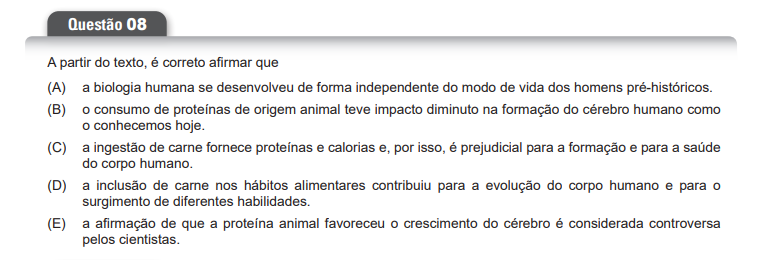 Questão 08
A partir do texto, é correto afirmar que
(A) a biologia humana se desenvolveu de forma independente do modo de vida dos homens pré-históricos.
(B) o consumo de proteínas de origem animal teve impacto diminuto na formação do cérebro humano como
o conhecemos hoje.
(C) a ingestão de carne fornece proteínas e calorias e, por isso, é prejudicial para a formação e para a saúde
do corpo humano.
(D) a inclusão de carne nos hábitos alimentares contribuiu para a evolução do corpo humano e para o
surgimento de diferentes habilidades.
(E) a afirmação de que a proteína animal favoreceu o crescimento do cérebro é considerada controversa
pelos cientistas.